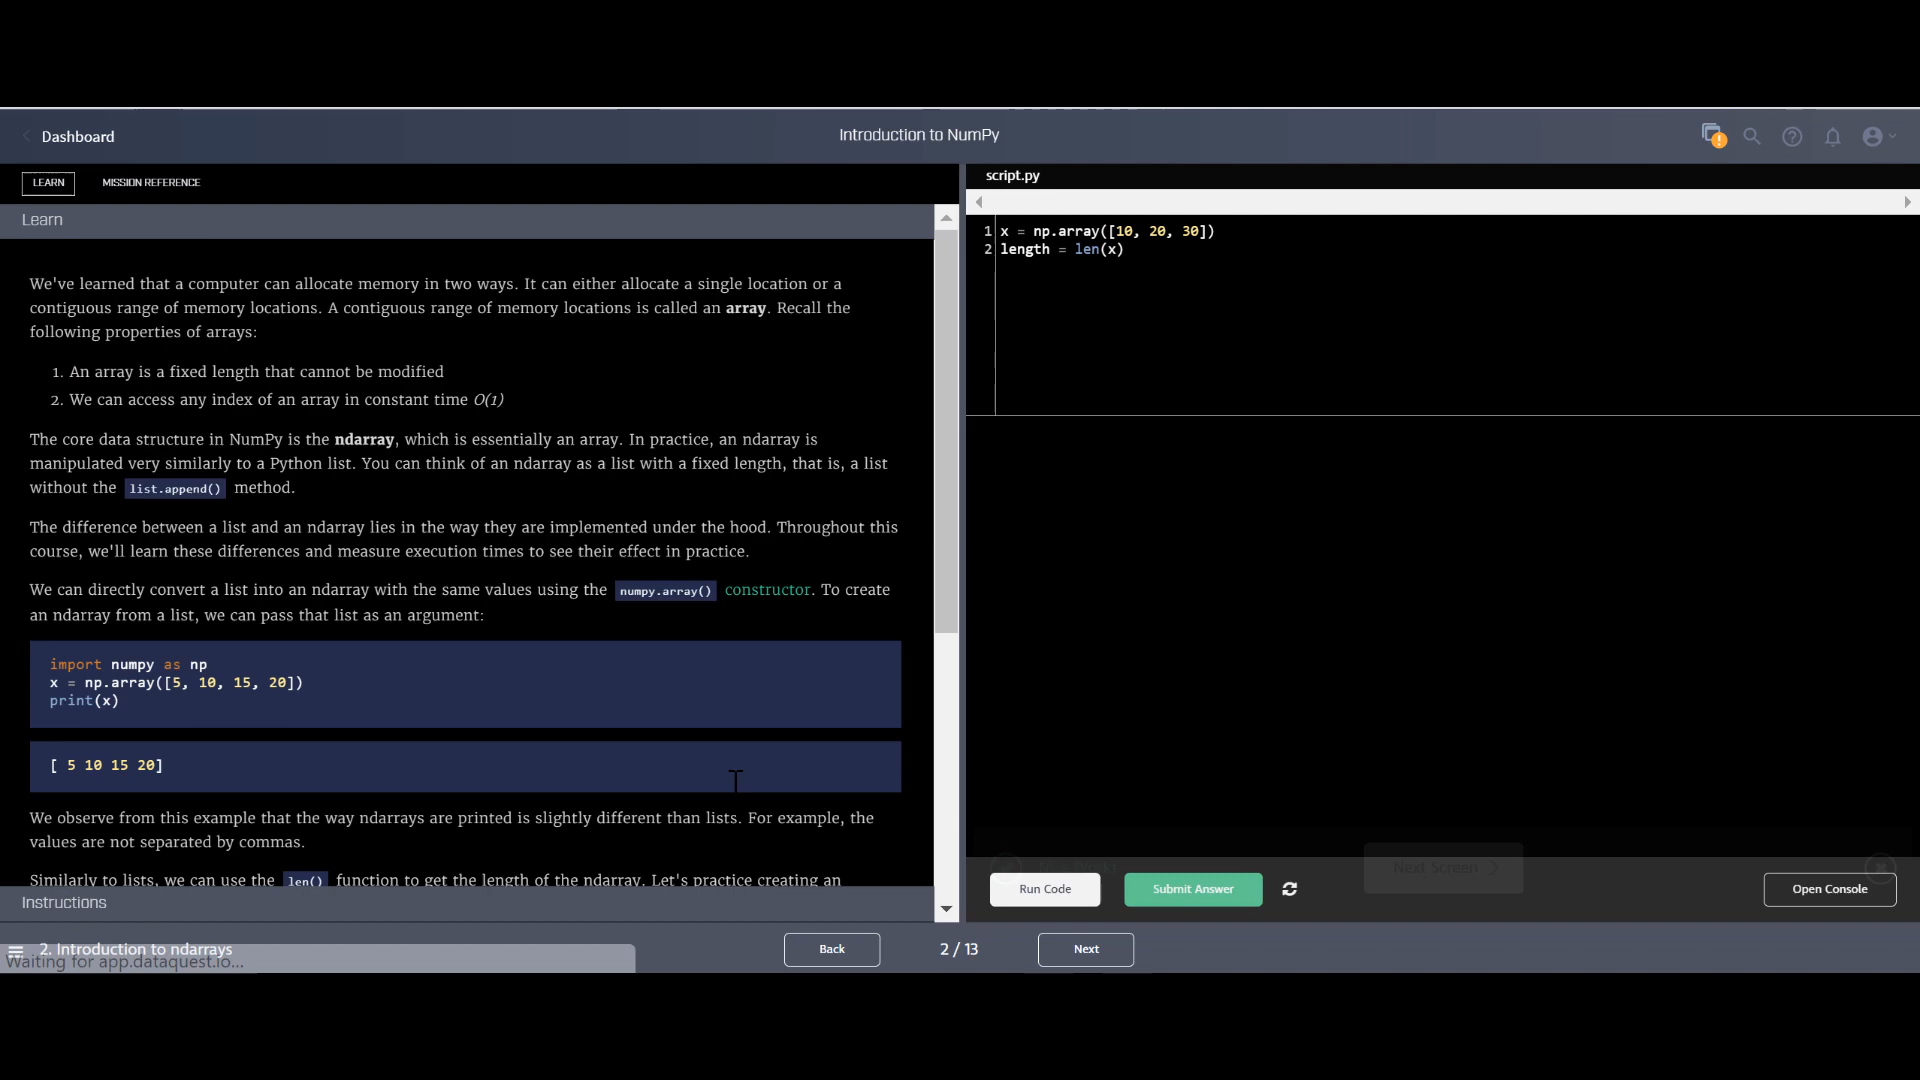 Dashboard
Introduction to NumPy
LEARN
MISSION REFERENCE
Learn
We've learned that a computer can allocate memory in two ways. It can either allocate a single location or a
contiguous range of memory locations. A contiguous range of memory locations is called an array. Recall the
following properties of arrays:
1. An array is a fixed length that cannot be modified
2. We can access any index of an array in constant time O(1)
The core data structure in NumPy is the ndarray, which is essentially an array. In practice, an ndarray is
manipulated very similarly to a Python list. You can think of an ndarray as a list with a fixed length, that is, a list
without the list.append() method.
The difference between a list and an ndarray lies in the way they are implemented under the hood. Throughout this
course, we'll learn these differences and measure execution times to see their effect in practice.
We can directly convert a list into an ndarray with the same values using the numpy.array() constructor. To create
an ndarray from a list, we can pass that list as an argument:
import numpy as np
x = np.array([5, 10, 15, 20])
print(x)
[ 5 10 15 20]
We observe from this example that the way ndarrays are printed is slightly different than lists. For example, the
values are not separated by commas.
Similarly to lists, we can use the len() function to get the length of the ndarray. Let's practice creating an
Instructions
2. Introduction to ndarrays
Waiting for app.dataquest.io...
Back
2 / 13
Next
script.py
1 x = np.array([10, 20, 30])
2 length = len(x)
Next Screen
Run Code
Submit Answer
Open Console